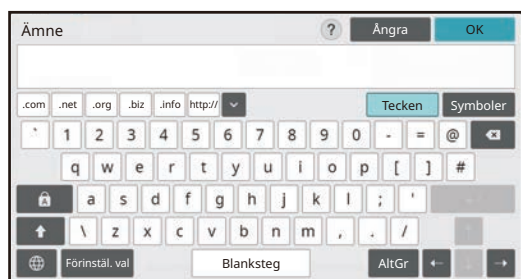 Ämne ? Ångra OK
.com .net .org .biz .info http:// Tecken Symboler
` 1 2 3 4 5 6 7 8 9 0 - = @
q w e r t y u i o p [ ] #
a s d f g h j k l ; '
\ z x c v b n m , . /
Förinstäl. val Blanksteg AltGr ← →